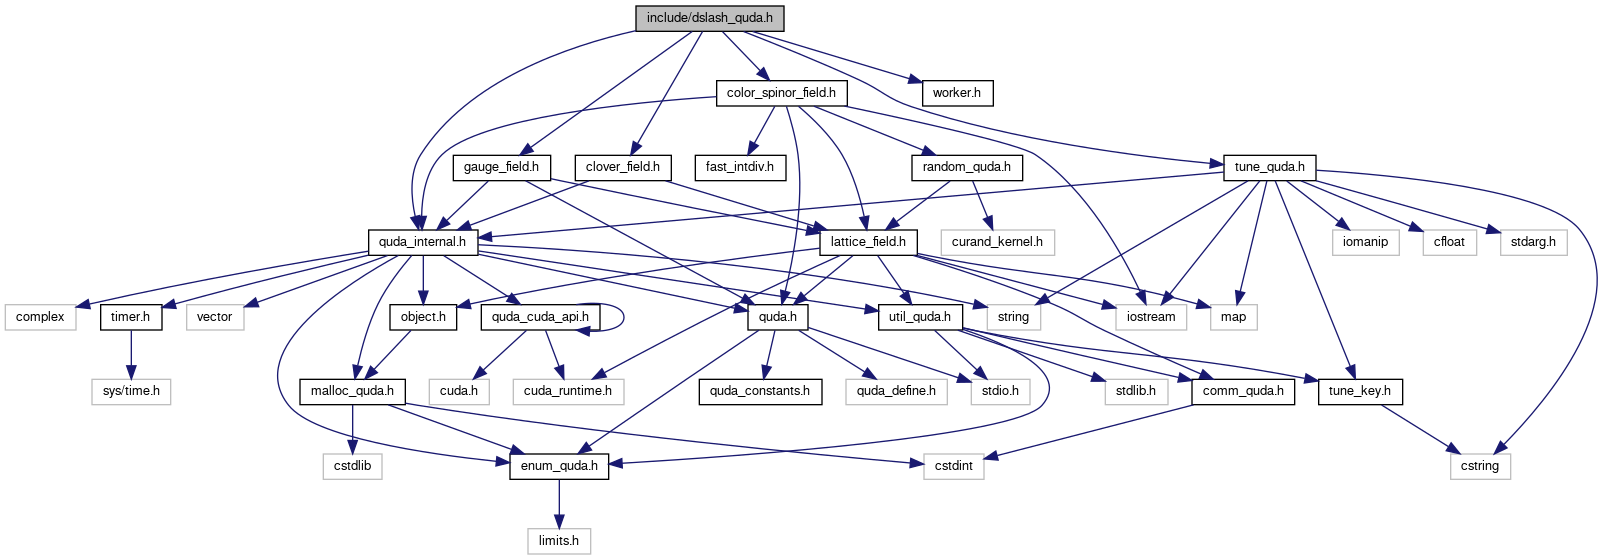 include/dslash_quda.h
color_spinor_field.h
worker.h
gauge_field.h
clover_field.h
fast_intdiv.h
random_quda.h
tune_quda.h
quda_internal.h
lattice_field.h
curand_kernel.h
iomanip
cfloat
stdarg.h
complex
timer.h
vector
object.h
quda_cuda_api.h
quda.h
util_quda.h
string
iostream
map
sys/time.h
malloc_quda.h
cuda.h
cuda_runtime.h
quda_constants.h
quda_define.h
stdio.h
stdlib.h
comm_quda.h
tune_key.h
cstdlib
enum_quda.h
cstdint
cstring
limits.h